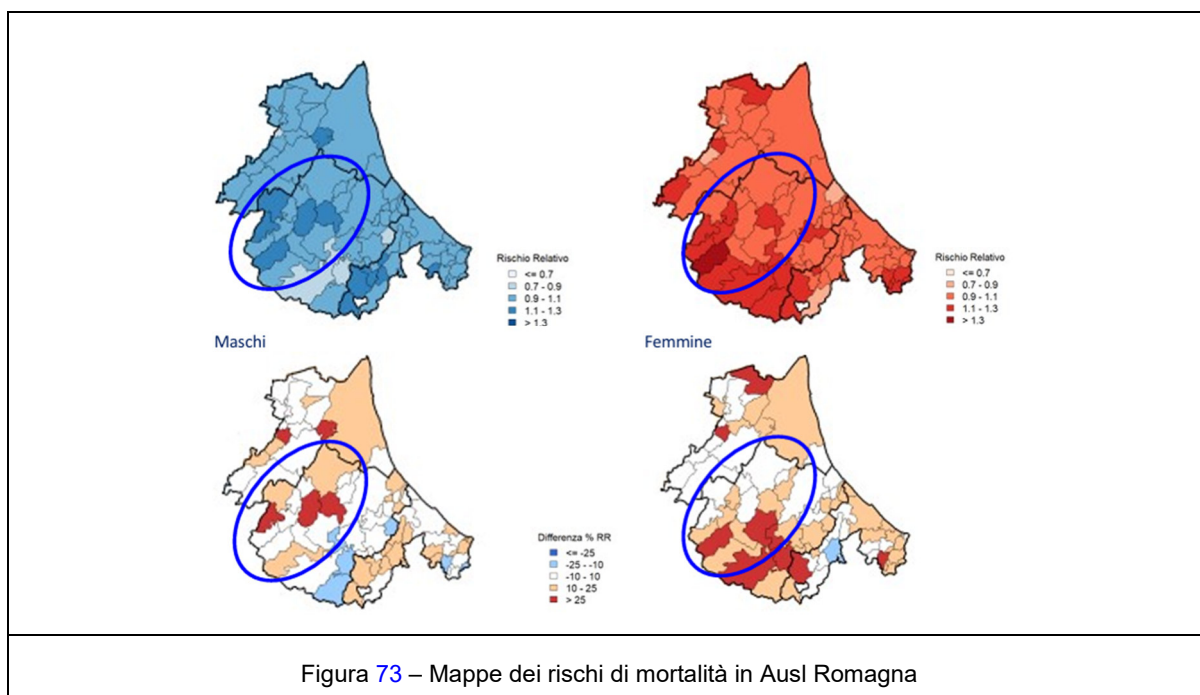 Rischio Relativo
<= 0.7
0.7 - 0.9
0.9 - 1.1
1.1 - 1.3
> 1.3
Maschi
Rischio Relativo
<= 0.7
0.7 - 0.9
0.9 - 1.1
1.1 - 1.3
> 1.3
Femmine
Differenza % RR
<= -25
-25 - -10
-10 - 10
10 - 25
> 25
Figura 73 – Mappe dei rischi di mortalità in Ausl Romagna